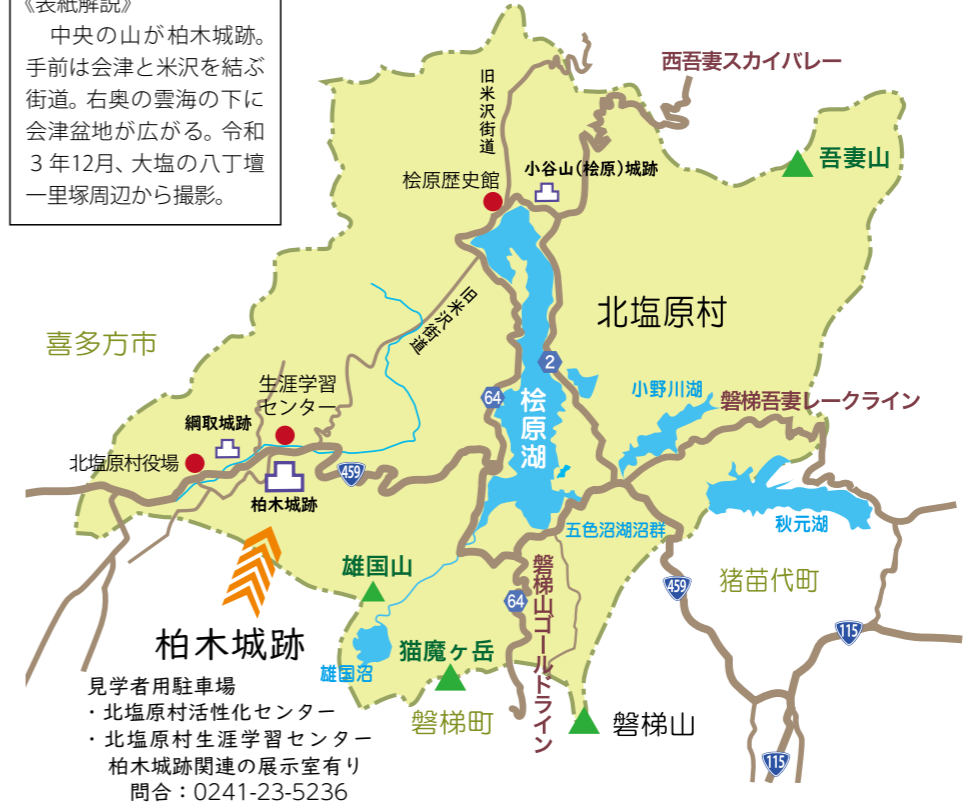 《表紙解説》
中央の山が柏木城跡。
手前は会津と米沢を結ぶ
街道。右奥の雲海の下に
会津盆地が広がる。令和
３年12月、大塩の八丁壇
一里塚周辺から撮影。
西吾妻スカイバレー
旧米沢街道
吾妻山
小谷山(桧原)城跡
桧原歴史館
北塩原村
旧米沢街道
喜多方市
2
生涯学習
センター
小野川湖
64
桧原湖
磐梯吾妻レークライン
綱取城跡
北塩原村役場
459
柏木城跡
五色沼湖沼群
秋元湖
雄国山
磐梯山ゴールドライン
459
猪苗代町
64
115
柏木城跡
猫魔ヶ岳
雄国沼
見学者用駐車場
・北塩原村活性化センター
磐梯町
磐梯山
・北塩原村生涯学習センター
柏木城跡関連の展示室有り
115
問合：0241-23-5236